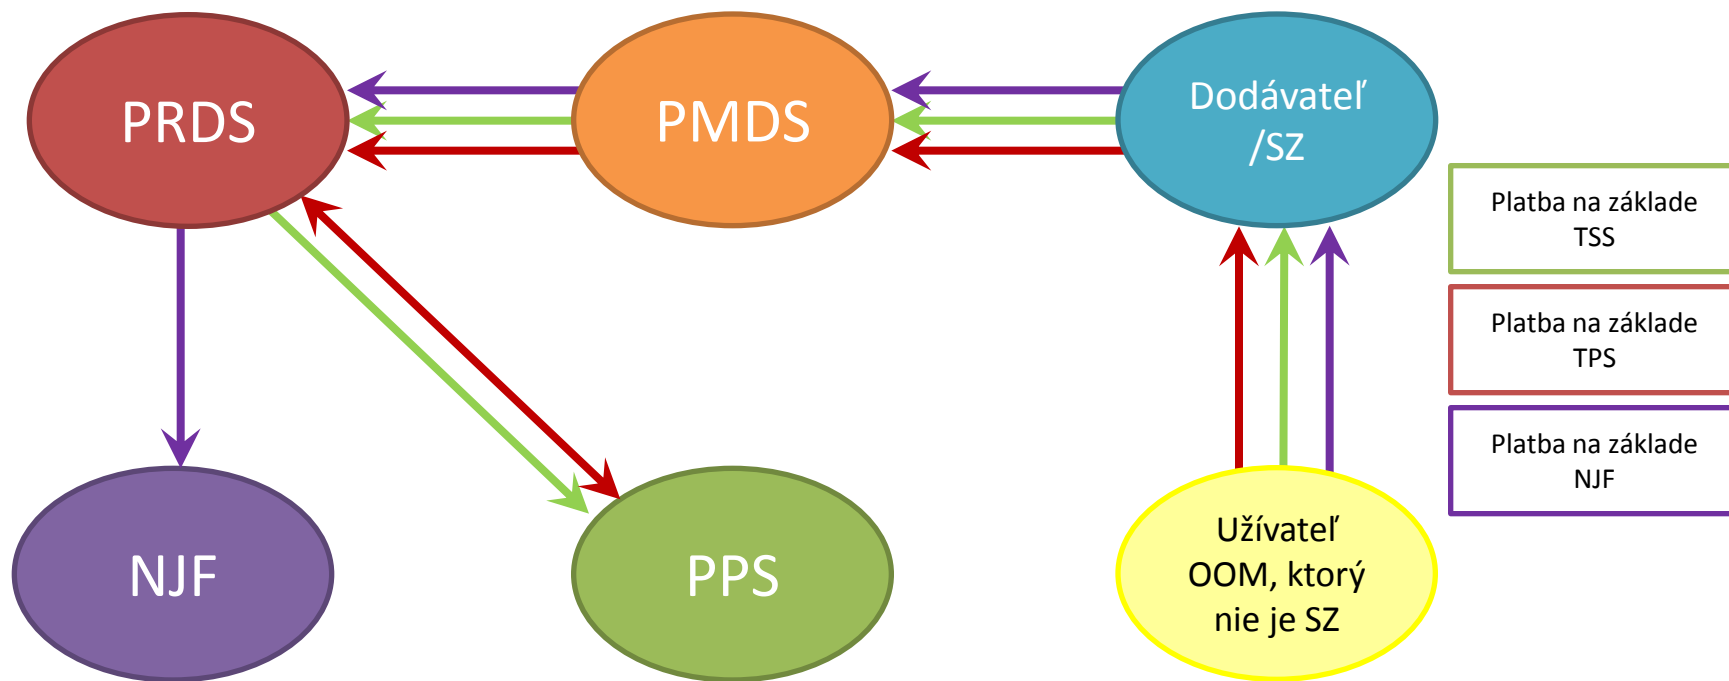 PRDS
PMDS
Dodávateľ
/SZ
Platba na základe
TSS
Platba na základe
TPS
Platba na základe
NJF
NJF
PPS
Užívateľ
OOM, ktorý
nie je SZ